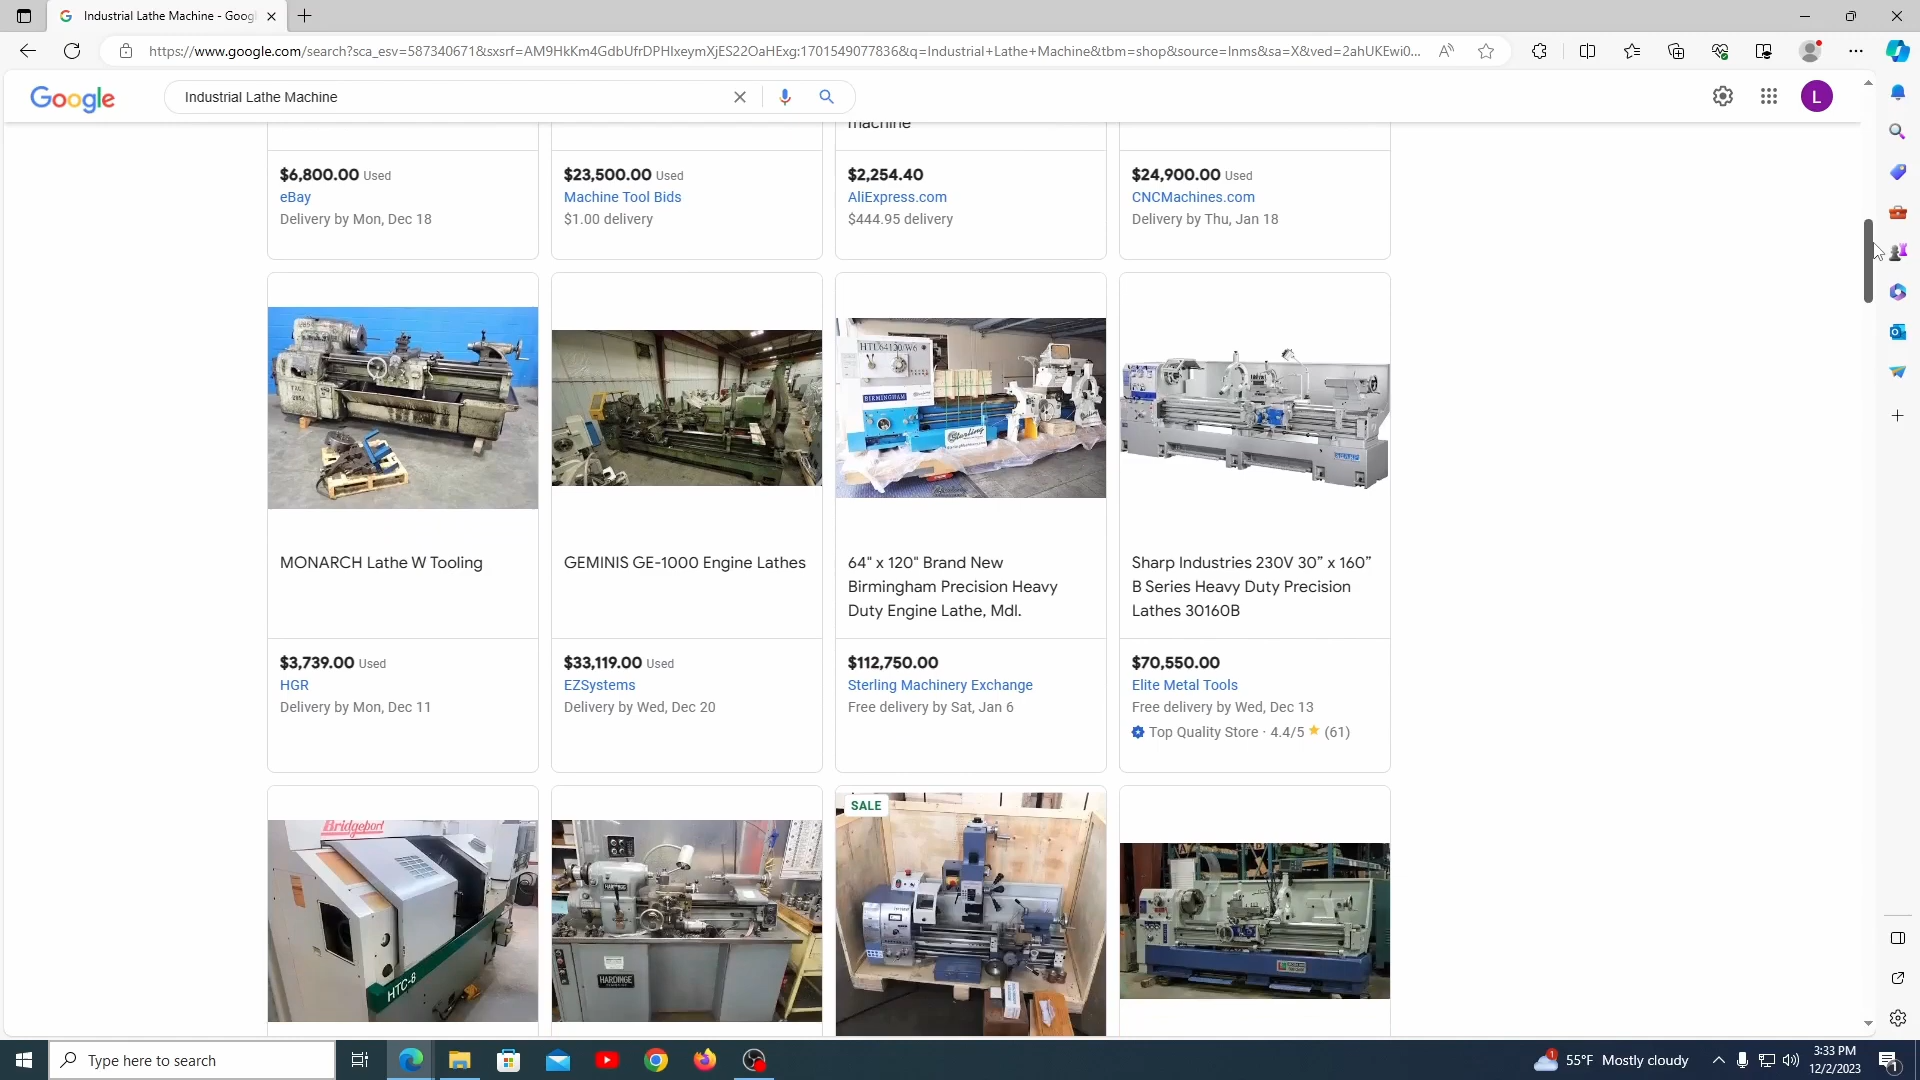 Industrial Lathe Machine - Goog
https://www.google.com/search?sca_esv=587340671&sxsrf=AM9HkKm4GdbUfrDPHIxeymXjES22OaHExg:1701549077836&q=Industrial+Lathe+Machine&tbm=shop&source=lnms&sa=X&ved=2ahUKEwi0...
Google
Industrial Lathe Machine
L
machine
$6,800.00 Used
eBay
Delivery by Mon, Dec 18
$23,500.00 Used
Machine Tool Bids
$1.00 delivery
$2,254.40
AliExpress.com
$444.95 delivery
$24,900.00 Used
CNCMachines.com
Delivery by Thu, Jan 18
MONARCH Lathe W Tooling
$3,739.00 Used
HGR
Delivery by Mon, Dec 11
GEMINIS GE-1000 Engine Lathes
$33,119.00 Used
EZSystems
Delivery by Wed, Dec 20
HTL64120/W6
BIRMINGHAM
Sterling
64" x 120" Brand New
Birmingham Precision Heavy
Duty Engine Lathe, Mdl.
$112,750.00
Sterling Machinery Exchange
Free delivery by Sat, Jan 6
Sharp Industries 230V 30” x 160”
B Series Heavy Duty Precision
Lathes 30160B
$70,550.00
Elite Metal Tools
Free delivery by Wed, Dec 13
Top Quality Store · 4.4/5 ★ (61)
Bridgeport
HTC-8
HARDINGE
HARDINGE
SALE
Type here to search
1
55°F Mostly cloudy
3:33 PM
12/2/2023
1